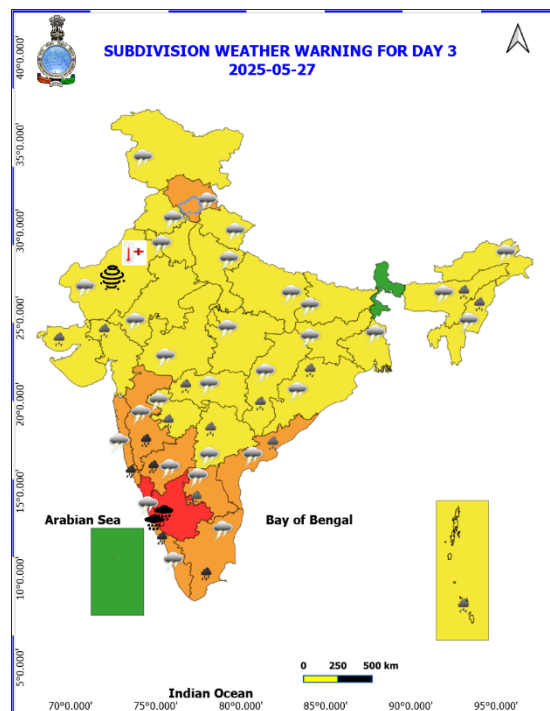 SUBDIVISION WEATHER WARNING FOR DAY 3
2025-05-27
40°0.000'
35°0.000'
30°0.000'
25°0.000'
20°0.000'
15°0.000'
10°0.000'
5°0.000'
Arabian Sea
Bay of Bengal
0 250 500 km
Indian Ocean
70°0.000' 75°0.000' 80°0.000' 85°0.000' 90°0.000' 95°0.000'